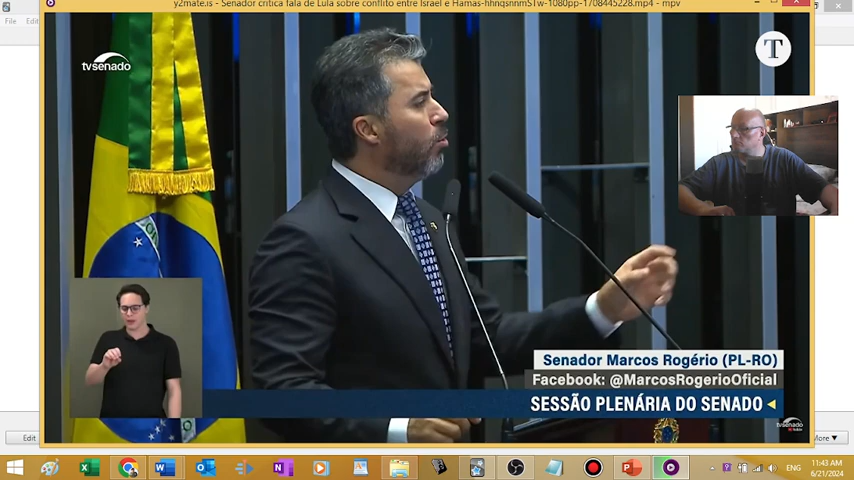 y2mate.is - Senador critica fala de Lula sobre conflito entre Israel e Hamas-hhnqsnnmSTw-1080pp-1708445228.mp4 - mpv
File
Edi
tvsenado
T
Senador Marcos Rogério (PL-RO)
Facebook: @MarcosRogerioOficial
SESSÃO PLENÁRIA DO SENADO
tvsenado
Edit
More
ENG
11:43 AM
6/21/2024